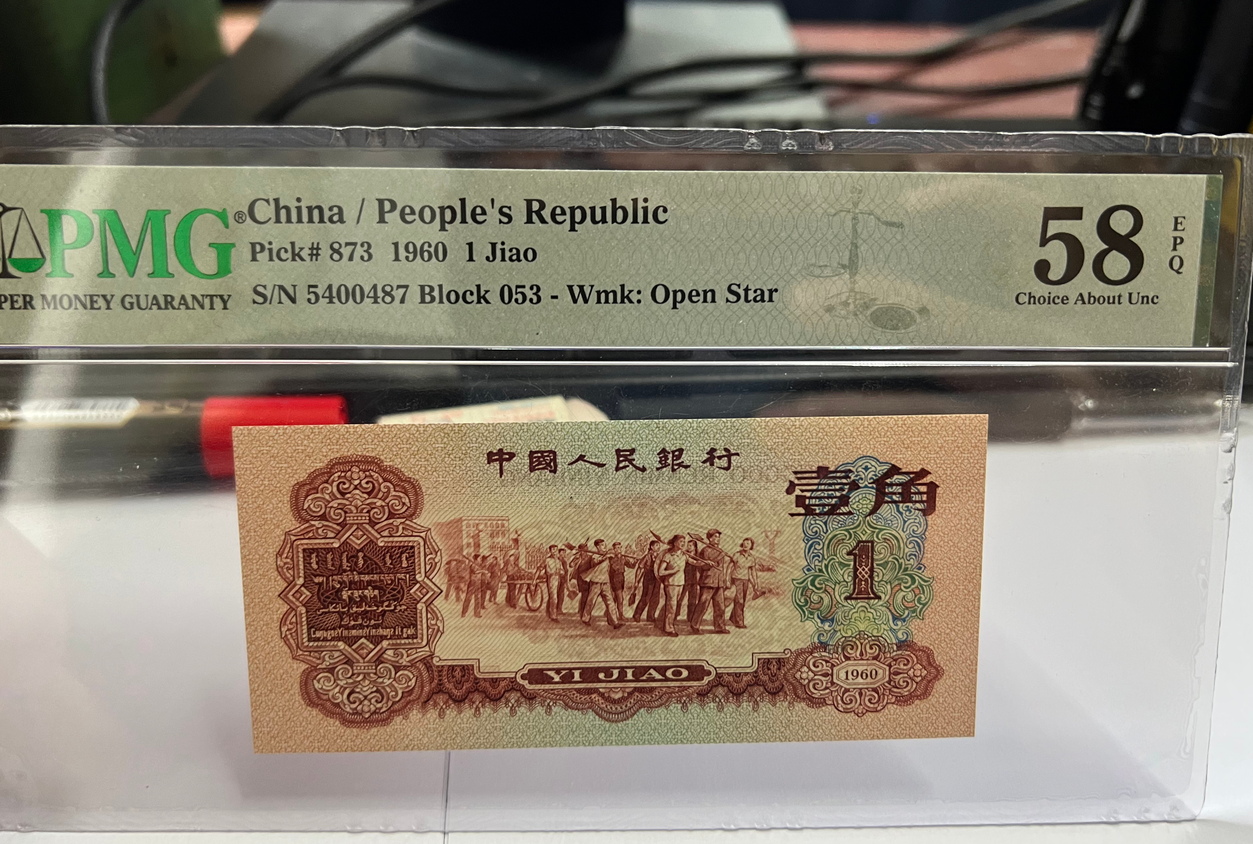 PMG®
PER MONEY GUARANTY
China / People's Republic
Pick# 873 1960 1 Jiao
S/N 5400487 Block 053 - Wmk: Open Star
58
EPQ
Choice About Unc
中國人民銀行
壹角
1
YI JIAO
1960